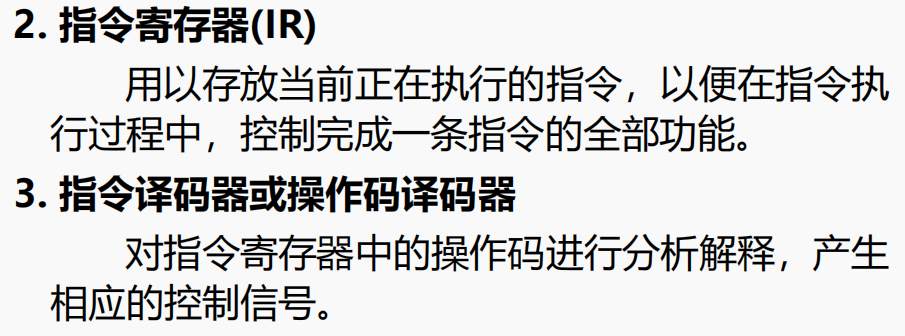 2. 指令寄存器(IR)
用以存放当前正在执行的指令，以便在指令执
行过程中，控制完成一条指令的全部功能。
3. 指令译码器或操作码译码器
对指令寄存器中的操作码进行分析解释，产生
相应的控制信号。